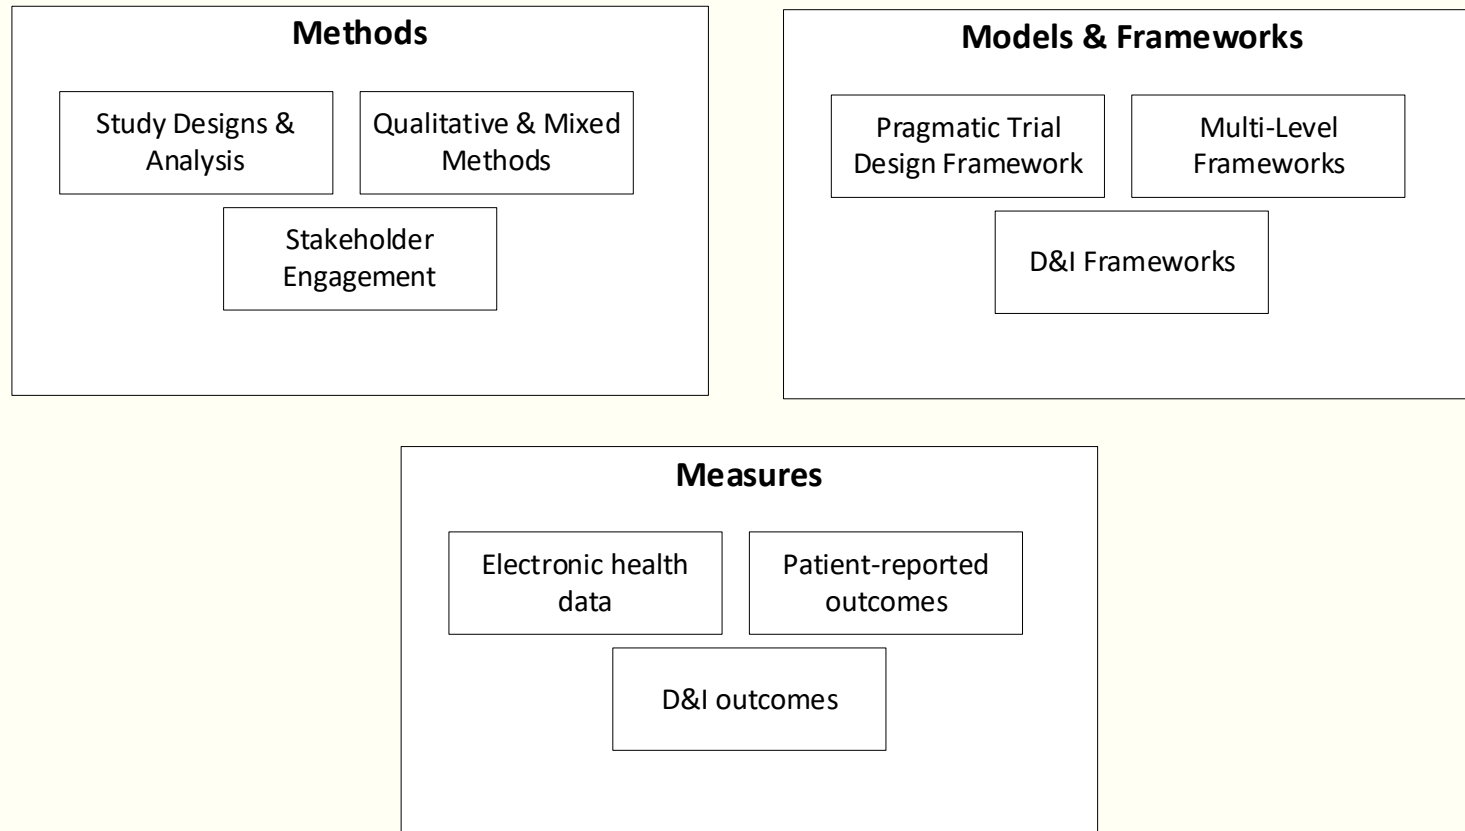 Methods
Study Designs &
Analysis
Qualitative & Mixed
Methods
Stakeholder
Engagement
Models & Frameworks
Pragmatic Trial
Design Framework
Multi-Level
Frameworks
D&I Frameworks
Measures
Electronic health
data
Patient-reported
outcomes
D&I outcomes